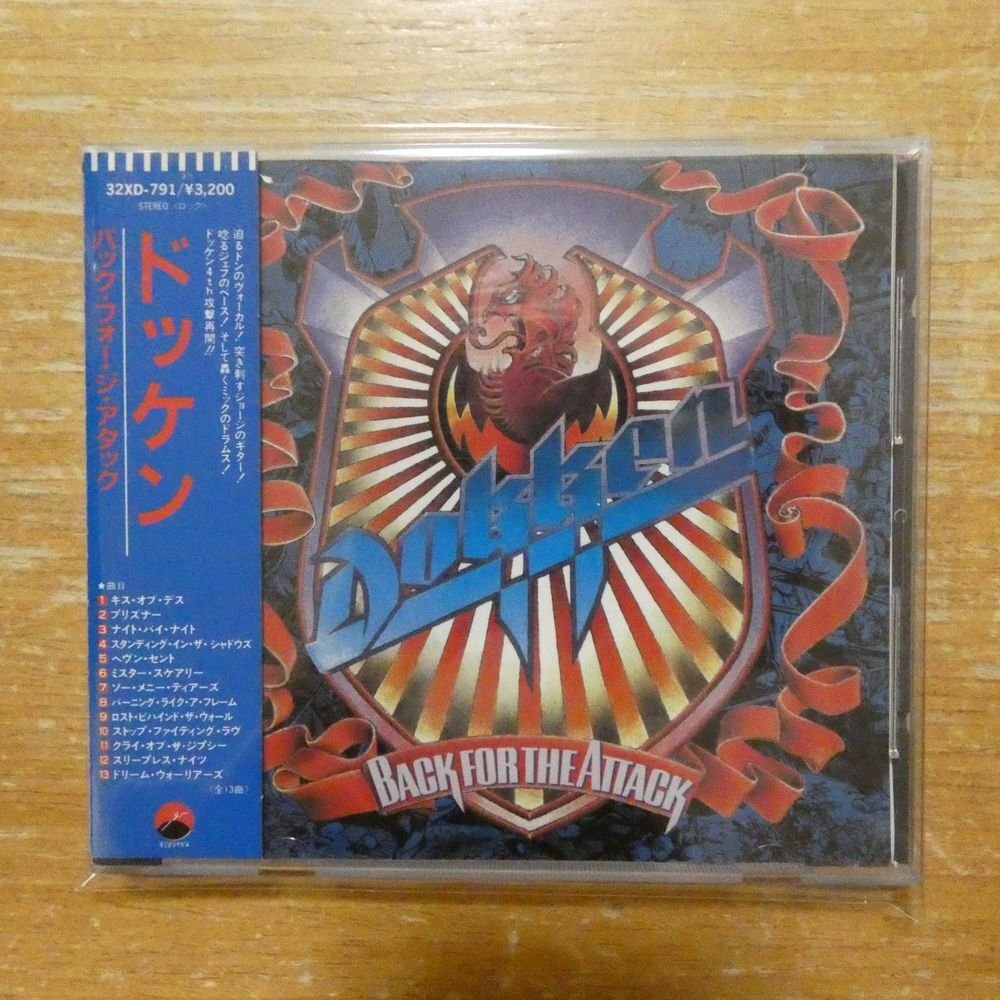 32XD-791/¥3,200
STEREO〈ロック〉
ドッケン
バック・フォー・ジ・アタック
迫るドンのヴォーカル！突き刺すジョージのギター！
唸るジェフのベース！そして轟くミックのドラムス！
ドッケン4th攻撃再開!!
★曲目
1 キス・オブ・デス
2 プリズナー
3 ナイト・バイ・ナイト
4 スタンディング・イン・ザ・シャドウズ
5 ヘヴン・セント
6 ミスター・スケアリー
7 ソー・メニー・ティアーズ
8 バーニング・ライク・ア・フレーム
9 ロスト・ビハインド・ザ・ウォール
10 ストップ・ファイティング・ラヴ
11 クライ・オブ・ザ・ジプシー
12 スリープレス・ナイツ
13 ドリーム・ウォーリアーズ
〈全13曲〉
DOKKEN
BACK FOR THE ATTACK